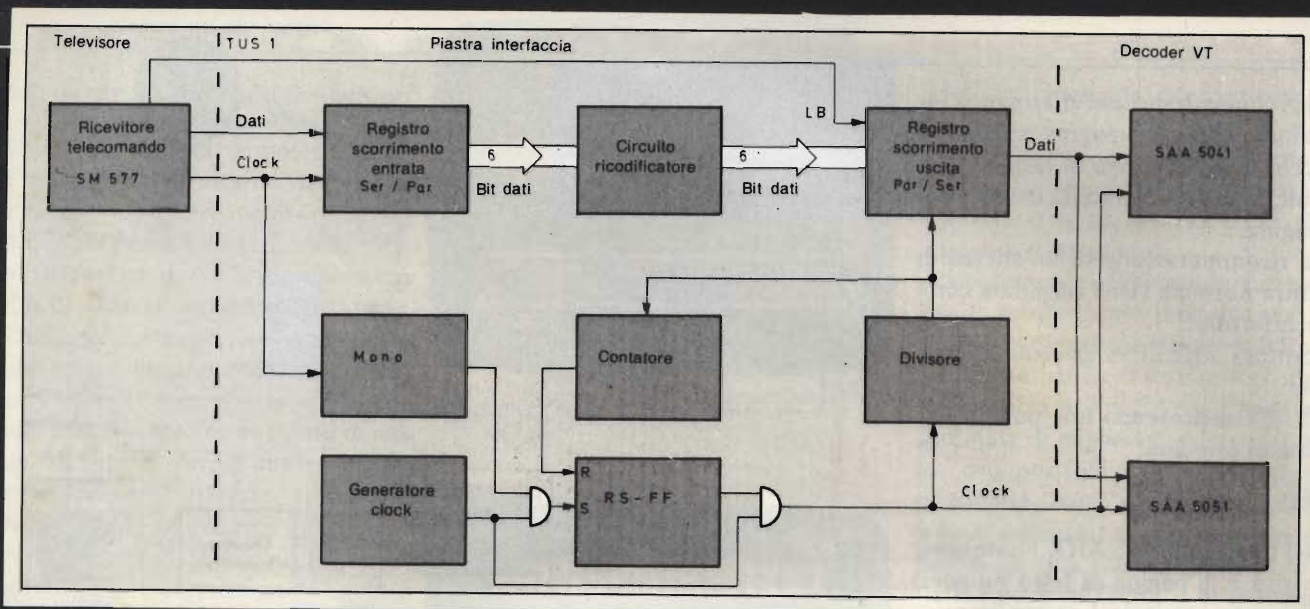 Televisore
TUS 1
Piastra interfaccia
Decoder VT
Ricevitore
telecomando
SM 577
Dati
Clock
Registro
scorrimento
entrata
Ser / Par
6
Bit dati
Circuito
ricodificatore
6
Bit dati
LB
Registro
scorrimento
uscita
Par / Ser
Dati
SAA 5041
Mono
Contatore
Divisore
Generatore
clock
R
S
RS-FF.
Clock
SAA 5051